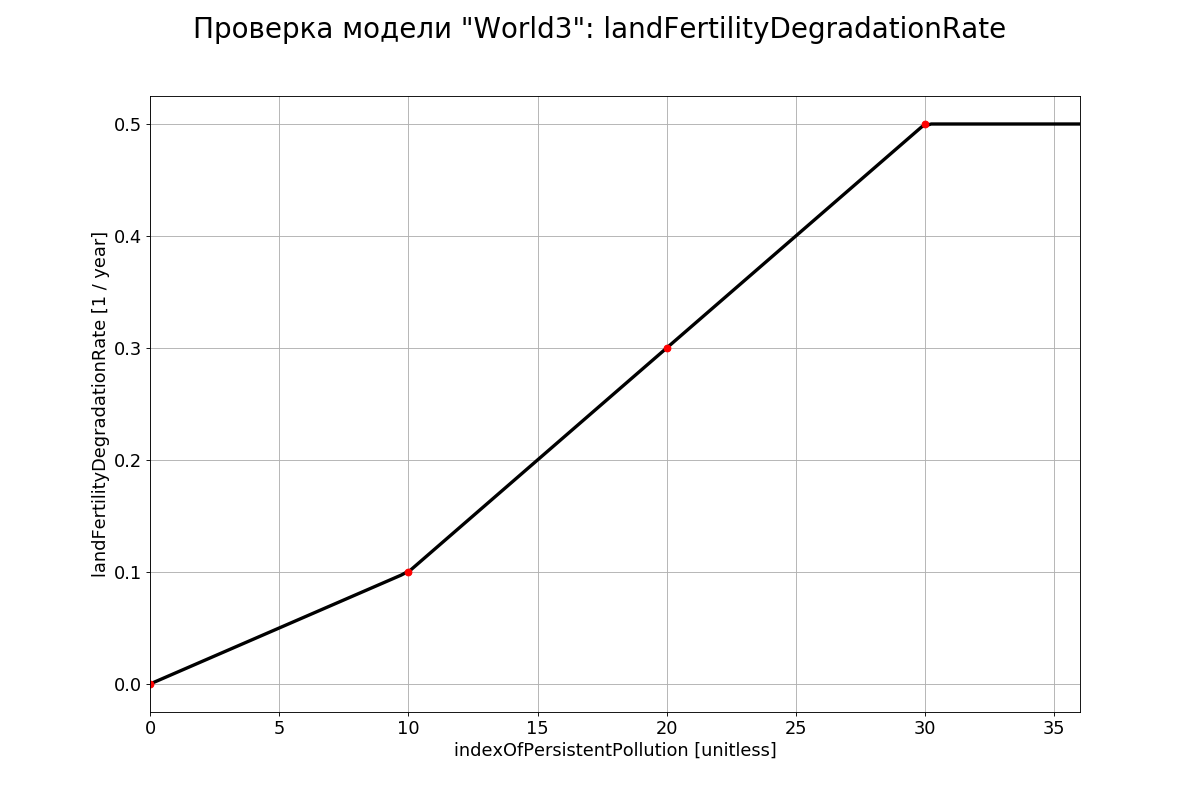 Проверка модели "World3": landFertilityDegradationRate
landFertilityDegradationRate [1 / year]
0.5
0.4
0.3
0.2
0.1
0.0
0 5 10 15 20 25 30 35
indexOfPersistentPollution [unitless]